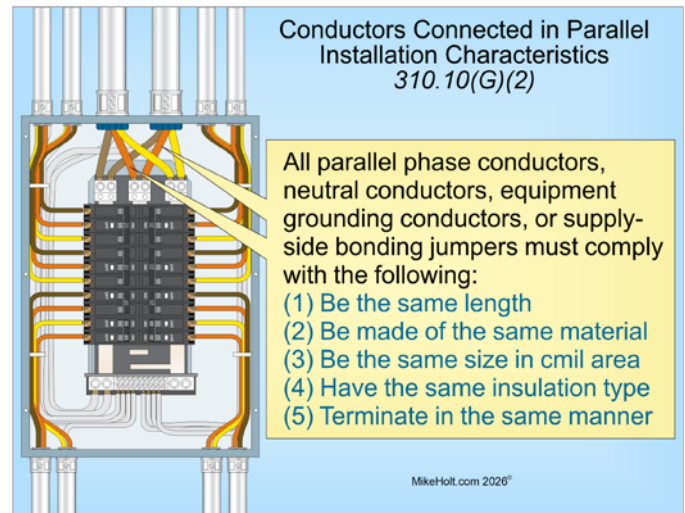 Conductors Connected in Parallel
Installation Characteristics
310.10(G)(2)
All parallel phase conductors,
neutral conductors, equipment
grounding conductors, or supply-
side bonding jumpers must comply
with the following:
(1) Be the same length
(2) Be made of the same material
(3) Be the same size in cmil area
(4) Have the same insulation type
(5) Terminate in the same manner
MikeHolt.com 2026©